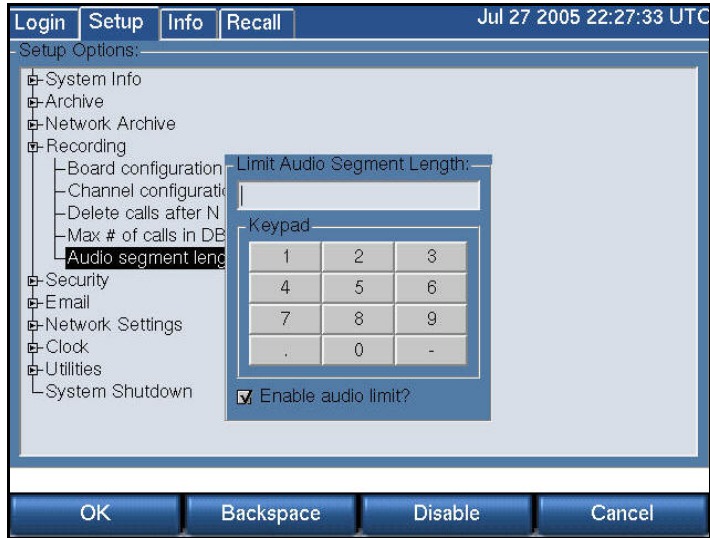 Login Setup Info Recall Jul 27 2005 22:27:33 UTC
Setup Options:
System Info
Archive
Network Archive
Recording
Board configuration
Channel configuratio
Delete calls after N
Max # of calls in DB
Audio segment leng
Security
Email
Network Settings
Clock
Utilities
System Shutdown
Limit Audio Segment Length:
Keypad
1 2 3
4 5 6
7 8 9
. 0 -
Enable audio limit?
OK Backspace Disable Cancel